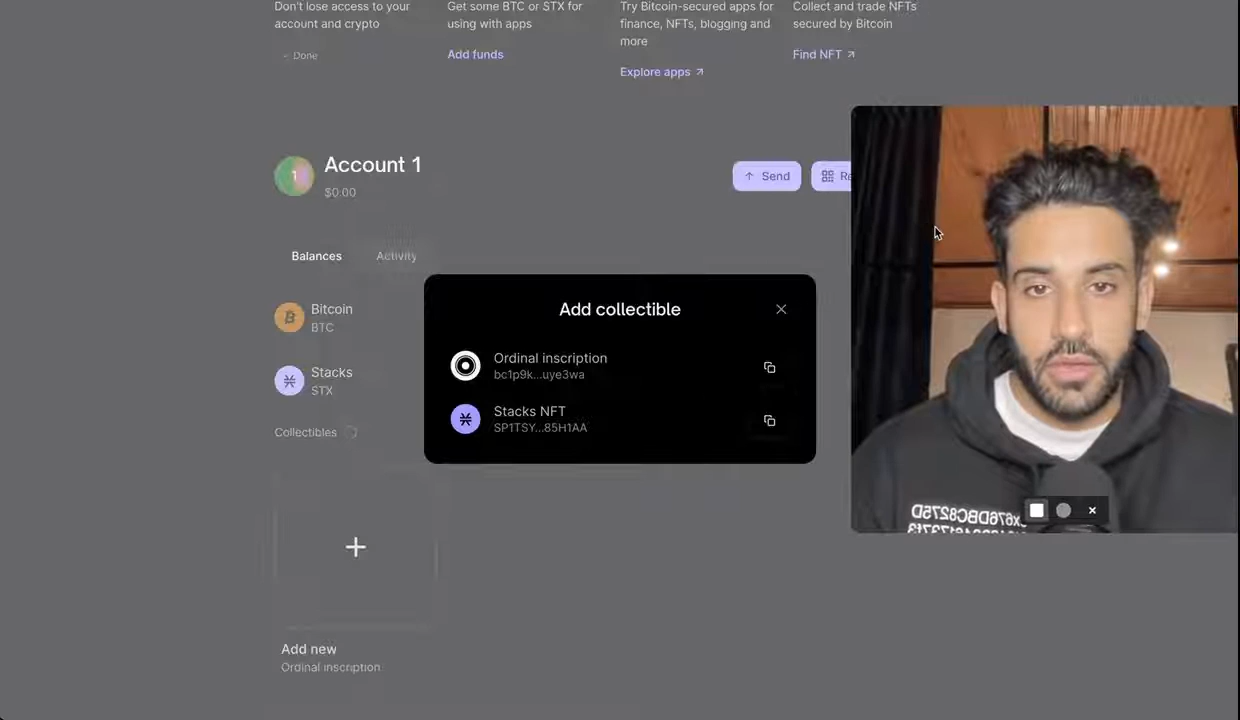 Don't lose access to your
account and crypto
Done
Get some BTC or STX for
using with apps
Add funds
Try Bitcoin-secured apps for
finance, NFTs, blogging and
more
Explore apps
Collect and trade NFTs
secured by Bitcoin
Find NFT
1
Account 1
$0.00
Send
Re
Balances
Activity
Bitcoin
BTC
Stacks
STX
Collectibles
Add collectible
Ordinal inscription
bc1p9k...uye3wa
Stacks NFT
SP1TSY...85H1AA
Add new
Ordinal inscription